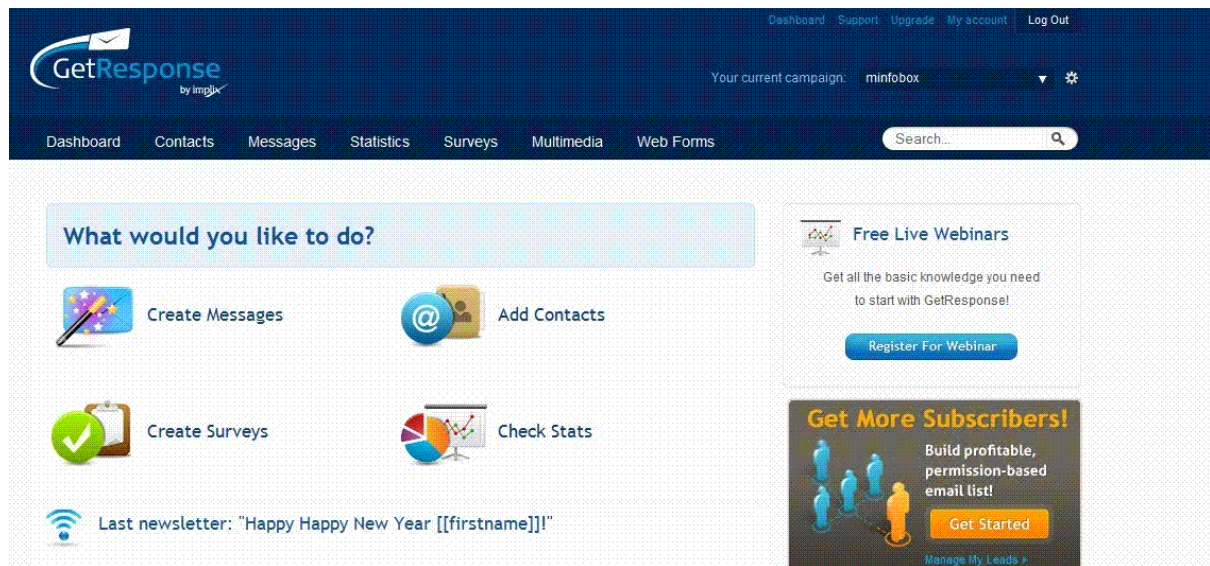 Dashboard Support Upgrade My account Log Out
GetResponse
by implix
Your current campaign: minfobox
Dashboard Contacts Messages Statistics Surveys Multimedia Web Forms Search...
What would you like to do?
Create Messages
Add Contacts
Create Surveys
Check Stats
Last newsletter: "Happy Happy New Year [[firstname]]!"
Free Live Webinars
Get all the basic knowledge you need
to start with GetResponse!
Register For Webinar
Get More Subscribers!
Build profitable,
permission-based
email list!
Get Started
Manage My Leads
@